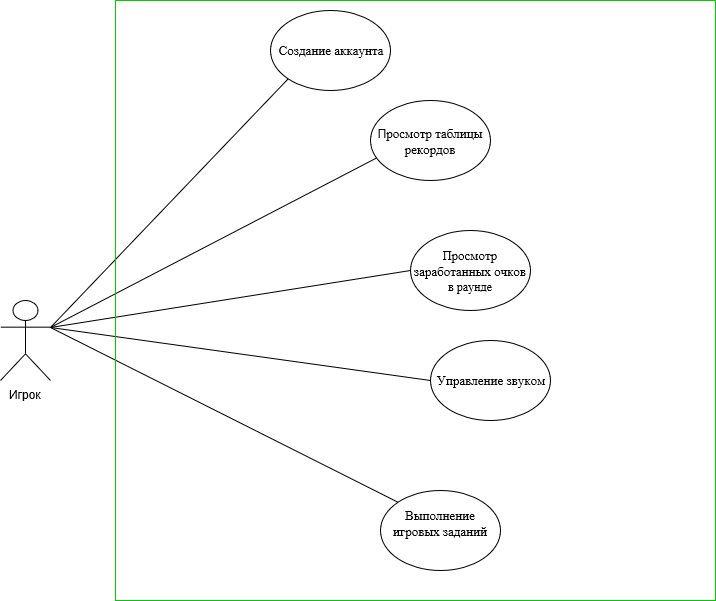 Создание аккаунта
Просмотр таблицы
рекордов
Просмотр
заработанных очков
в раунде
Управление звуком
Игрок
Выполнение
игровых заданий